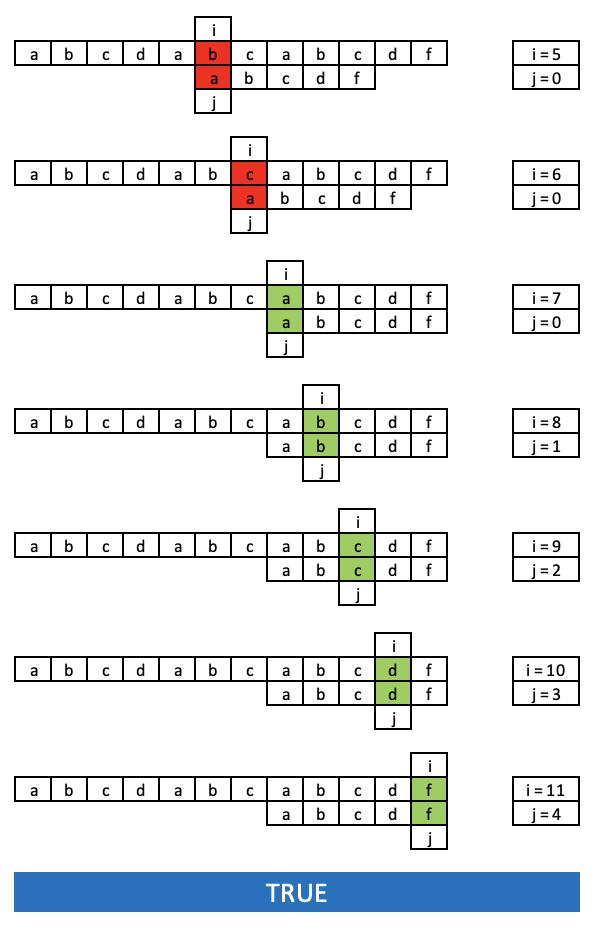 i
a b c d a b c a b c d f i = 5
a b c d f j = 0
j
i
a b c d a b c a b c d f i = 6
a b c d f j = 0
j
i
a b c d a b c a b c d f i = 7
a b c d f j = 0
j
i
a b c d a b c a b c d f i = 8
a b c d f j = 1
j
i
a b c d a b c a b c d f i = 9
a b c d f j = 2
j
i
a b c d a b c a b c d f i = 10
a b c d f j = 3
j
i
a b c d a b c a b c d f i = 11
a b c d f j = 4
j
TRUE